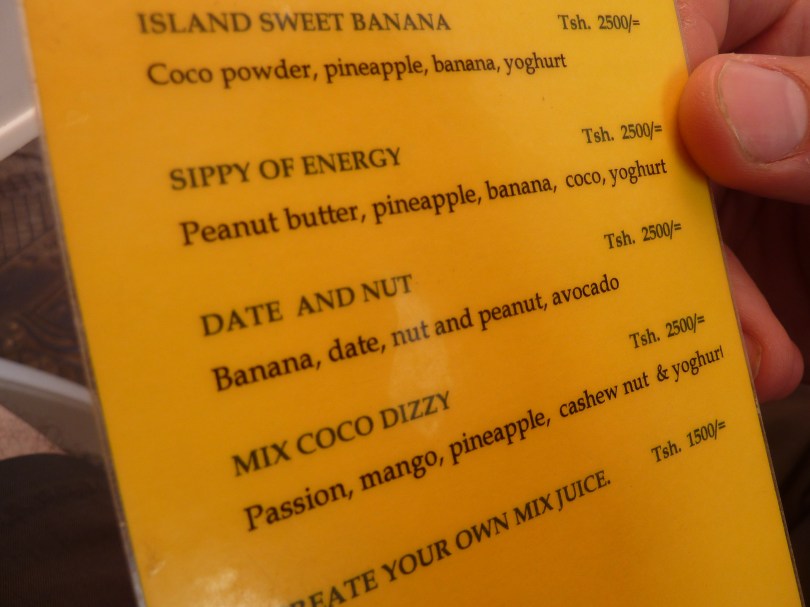 ISLAND SWEET BANANA Tsh. 2500/=
Coco powder, pineapple, banana, yoghurt
SIPPY OF ENERGY Tsh. 2500/=
Peanut butter, pineapple, banana, coco, yoghurt
DATE AND NUT Tsh. 2500/=
Banana, date, nut and peanut, avocado
MIX COCO DIZZY Tsh. 2500/=
Passion, mango, pineapple, cashew nut & yoghurt
CREATE YOUR OWN MIX JUICE. Tsh. 1500/=